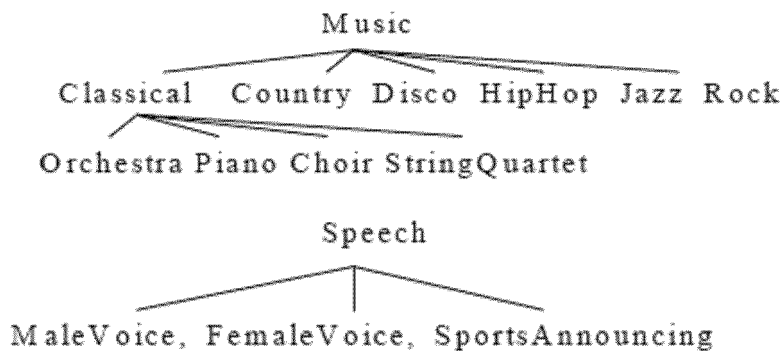 Music
Classical Country Disco HipHop Jazz Rock
Orchestra Piano Choir StringQuartet
Speech
MaleVoice, FemaleVoice, SportsAnnouncing